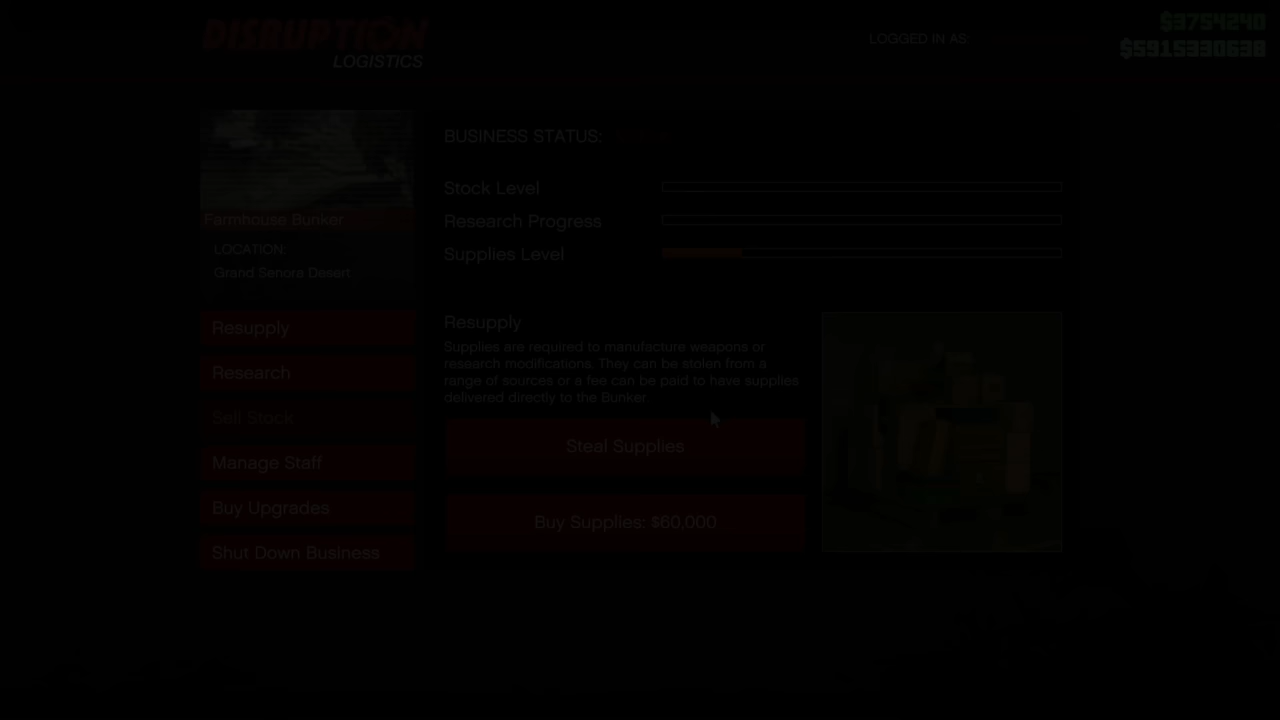 DISRUPTION
LOGISTICS
LOGGED IN AS:
$3754240
$5915330638
Farmhouse Bunker
LOCATION:
Grand Senora Desert
Resupply
Research
Sell Stock
Manage Staff
Buy Upgrades
Shut Down Business
BUSINESS STATUS:
Stock Level
Research Progress
Supplies Level
Resupply
Supplies are required to manufacture weapons or
research modifications. They can be stolen from a
range of sources or a fee can be paid to have supplies
delivered directly to the Bunker.
Steal Supplies
Buy Supplies: $60,000